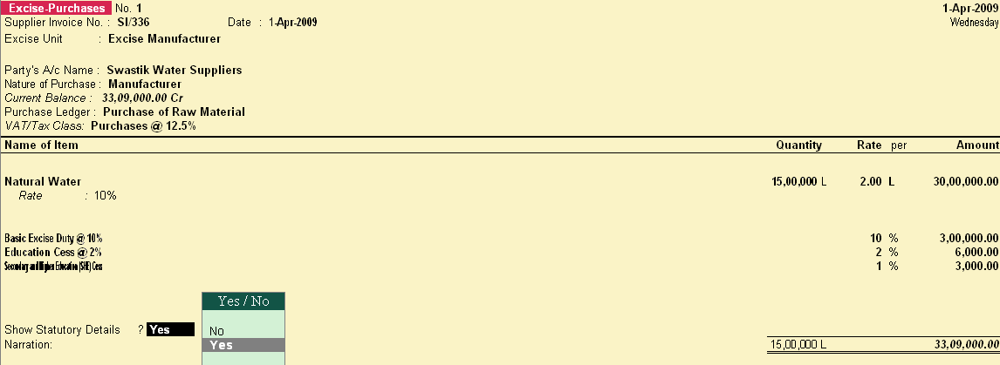 Excise-Purchases No. 1 1-Apr-2009
Supplier Invoice No. : SI/336 Date : 1-Apr-2009 Wednesday
Excise Unit : Excise Manufacturer
Party's A/c Name : Swastik Water Suppliers
Nature of Purchase : Manufacturer
Current Balance : 33,09,000.00 Cr
Purchase Ledger : Purchase of Raw Material
VAT/Tax Class: Purchases @ 12.5%
Name of Item Quantity Rate per Amount
Natural Water 15,00,000 L 2.00 L 30,00,000.00
Rate : 10%
Basic Excise Duty @ 10% 10 % 3,00,000.00
Education Cess @ 2% 2 % 6,000.00
Secondary and Higher Education (SHE) Cess 1 % 3,000.00
Yes / No
Show Statutory Details ? Yes No
Narration: Yes 15,00,000 L 33,09,000.00